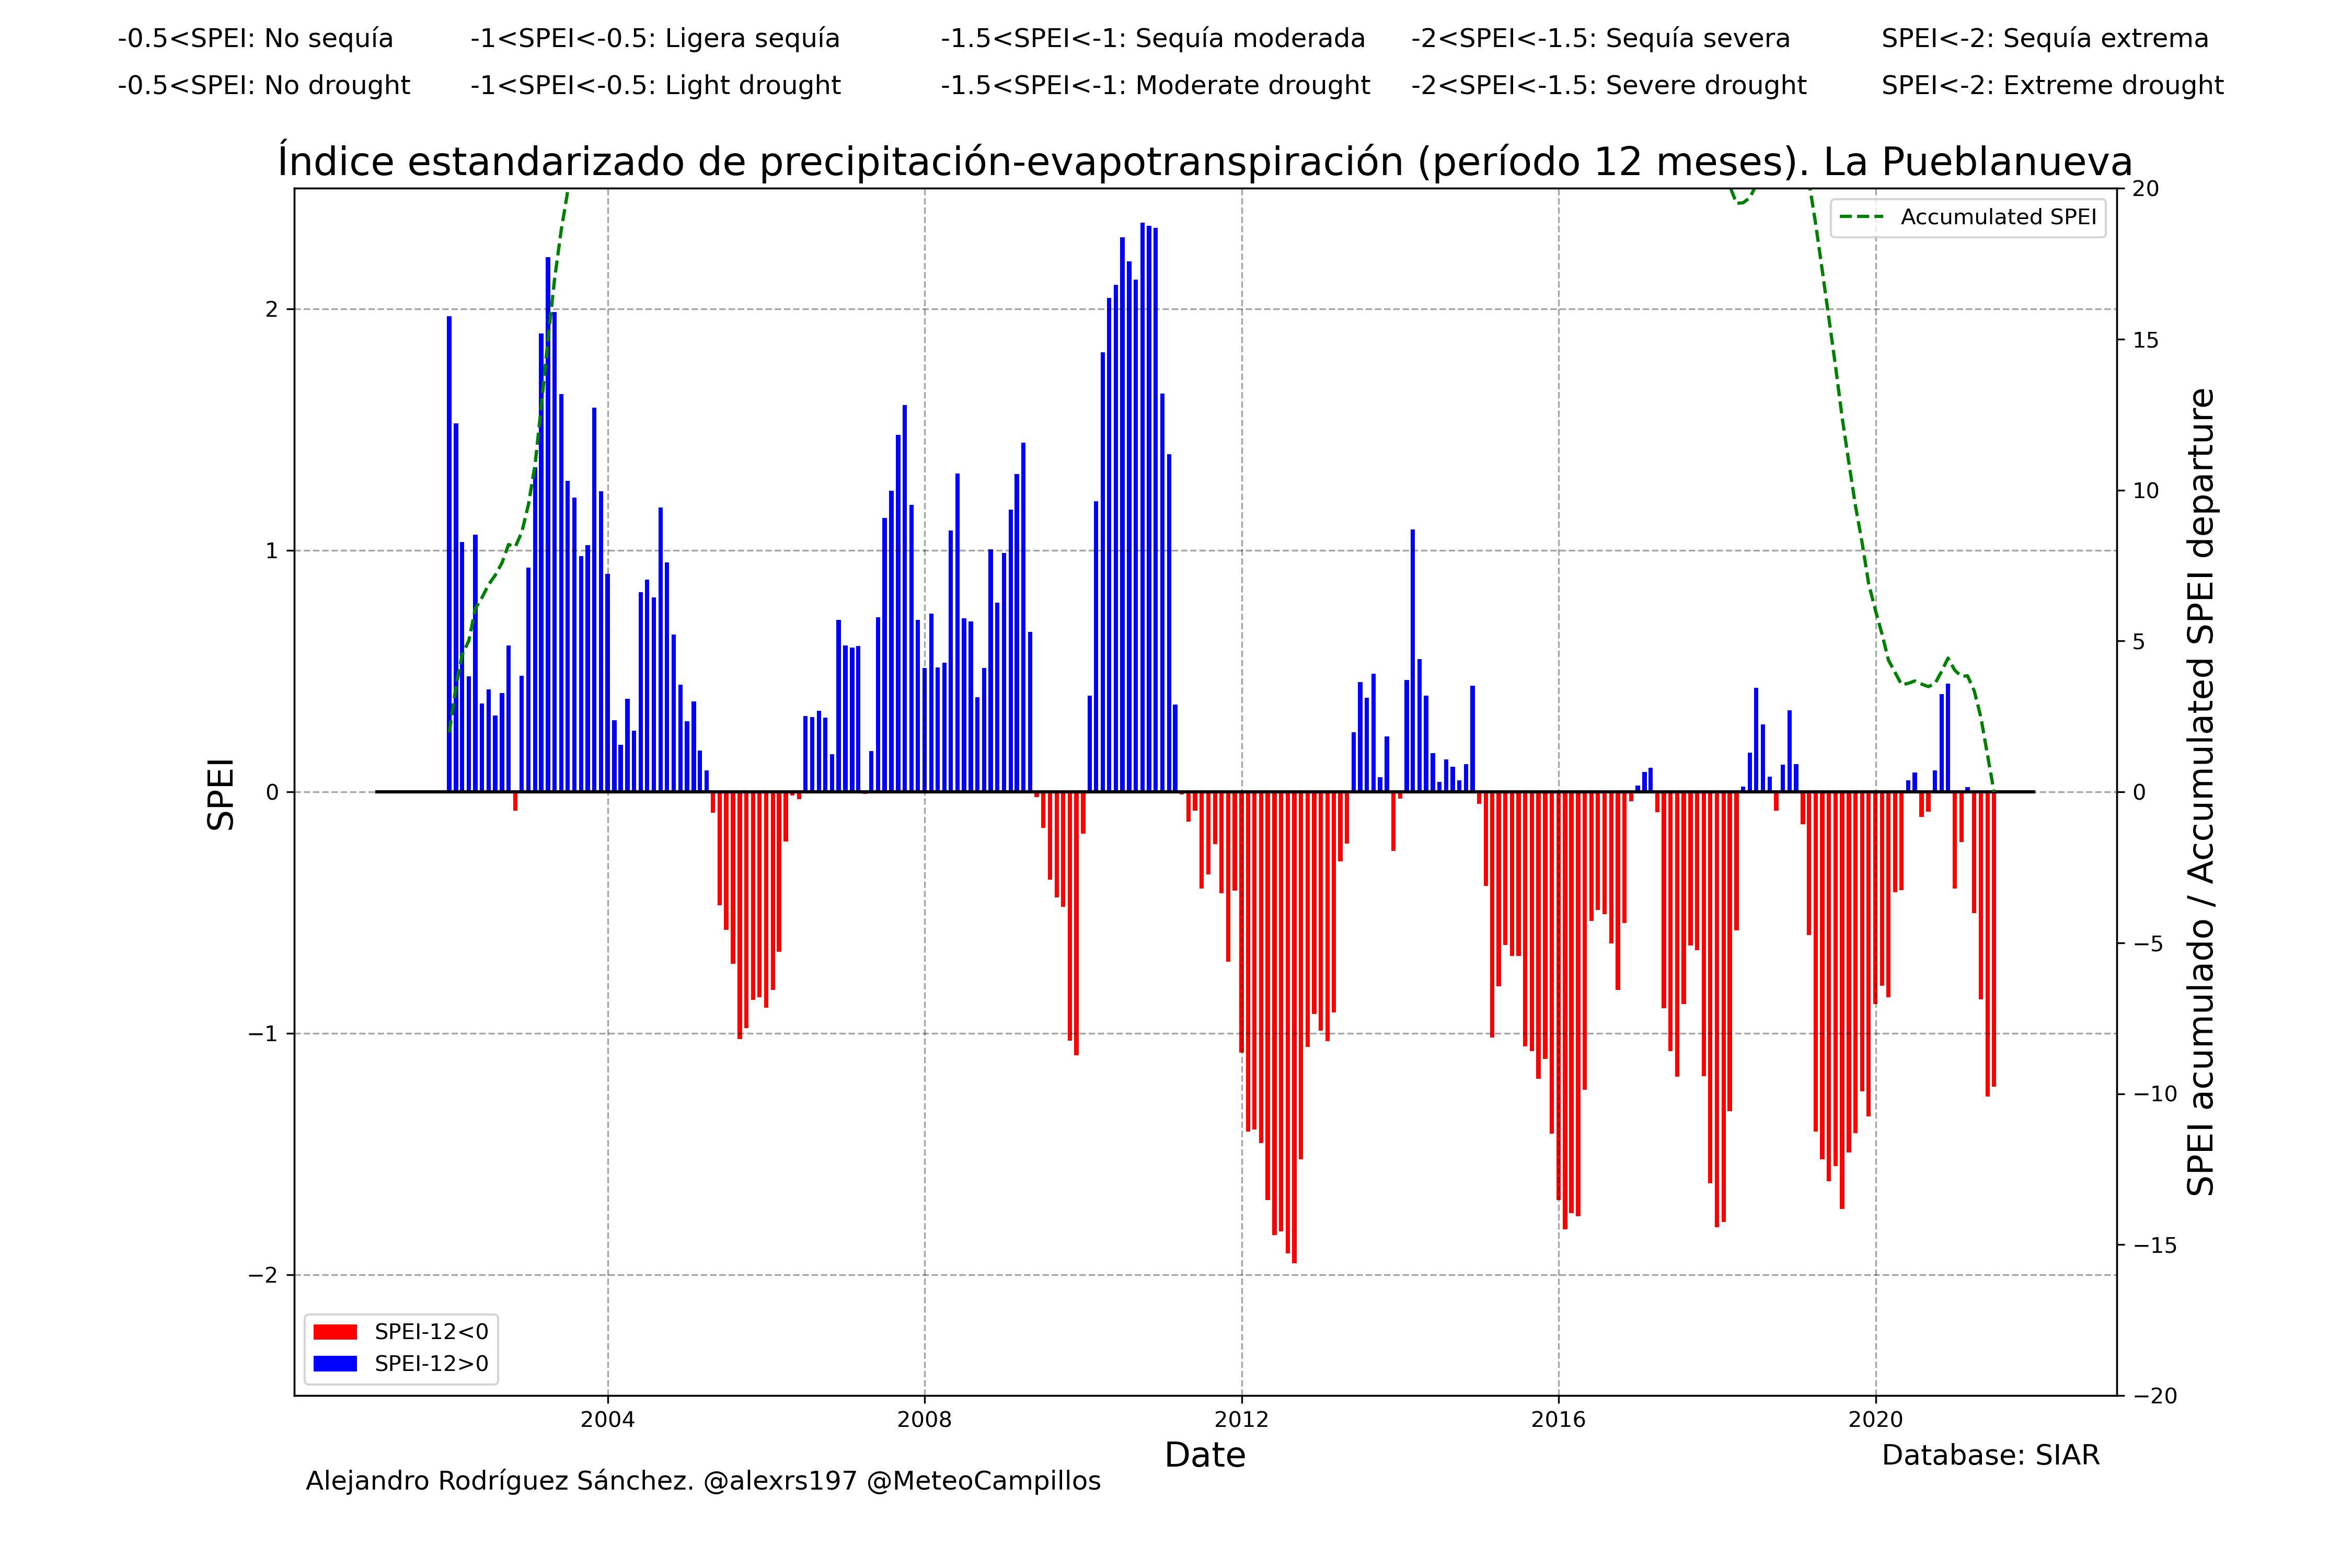 -0.5<SPEI: No sequía -1<SPEI<-0.5: Ligera sequía -1.5<SPEI<-1: Sequía moderada -2<SPEI<-1.5: Sequía severa SPEI<-2: Sequía extrema
-0.5<SPEI: No drought -1<SPEI<-0.5: Light drought -1.5<SPEI<-1: Moderate drought -2<SPEI<-1.5: Severe drought SPEI<-2: Extreme drought
Índice estandarizado de precipitación-evapotranspiración (período 12 meses). La Pueblanueva
Accumulated SPEI
SPEI
2
1
0
−1
−2
20
15
10
5
0
−5
−10
−15
−20
SPEI acumulado / Accumulated SPEI departure
SPEI-12<0
SPEI-12>0
2004 2008 2012 2016 2020
Date
Database: SIAR
Alejandro Rodríguez Sánchez. @alexrs197 @MeteoCampillos